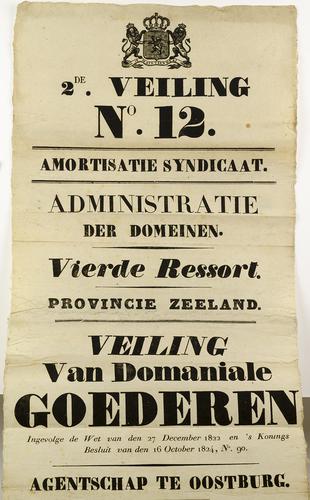 2DE. VEILING
No. 12.
AMORTISATIE SYNDICAAT.
ADMINISTRATIE
DER DOMEINEN.
Vierde Ressort.
PROVINCIE ZEELAND.
VEILING
Van Domaniale
GOEDEREN
Ingevolge de Wet van den 27 December 1822 en 's Konings
Besluit van den 16 October 1824, No. 90.
AGENTSCHAP TE OOSTBURG.